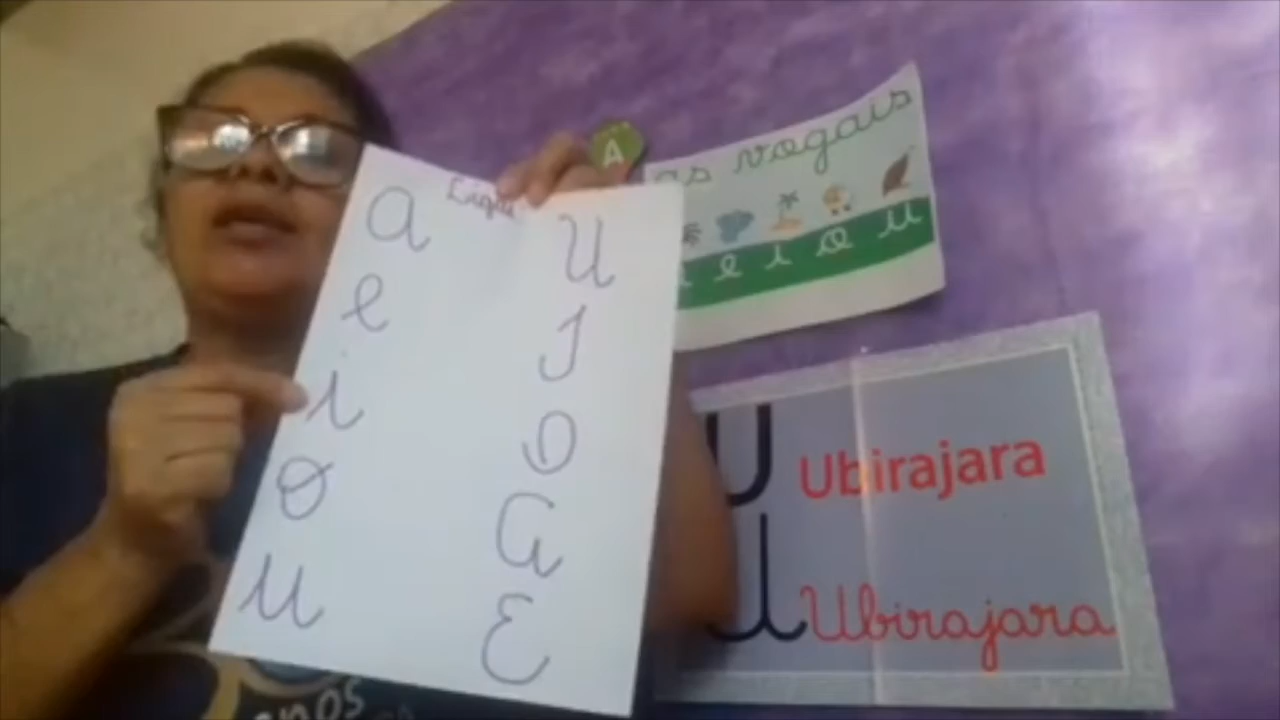 Ligue
a U
e I
i O
o A
u E
A
as vogais
e i o u
U Ubirajara
U Ubirajara